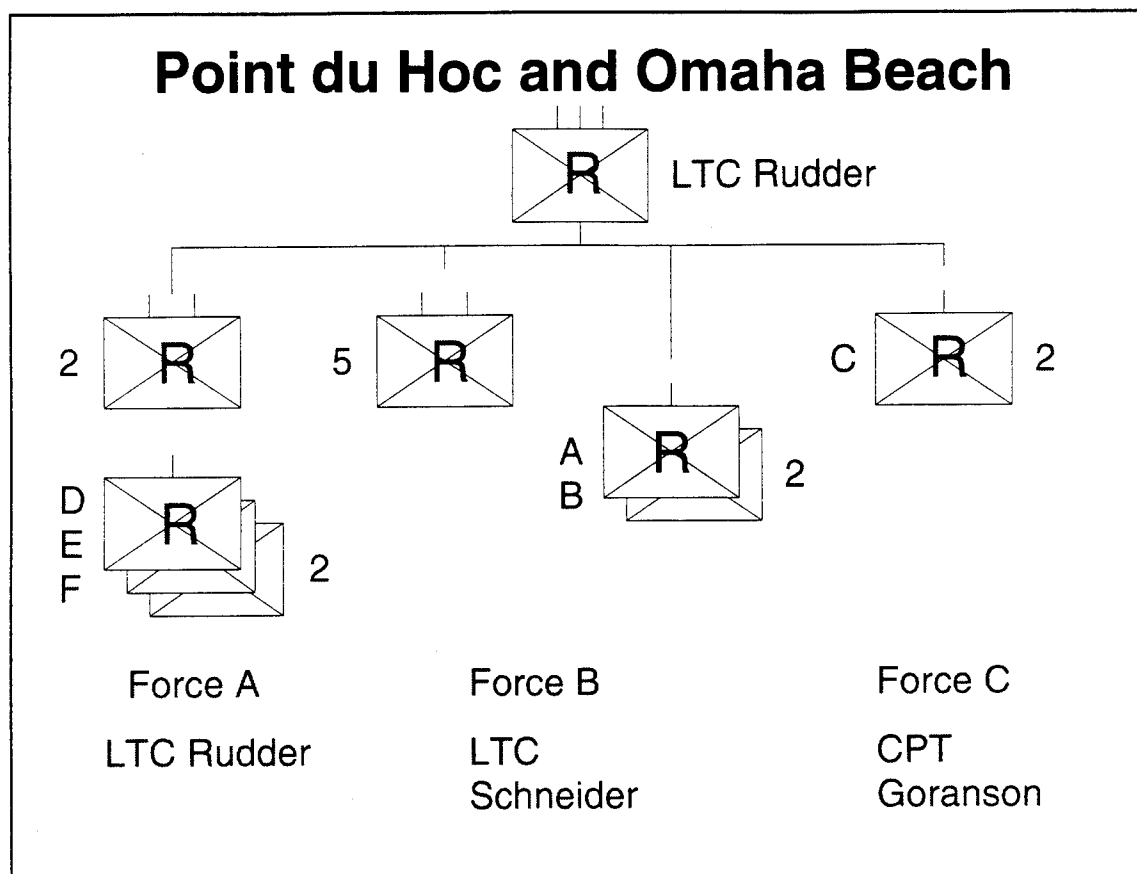 Point du Hoc and Omaha Beach
R
LTC Rudder
2
R
5
R
C
R
2
A
B
R
2
D
E
F
R
2
Force A
LTC Rudder
Force B
LTC
Schneider
Force C
CPT
Goranson